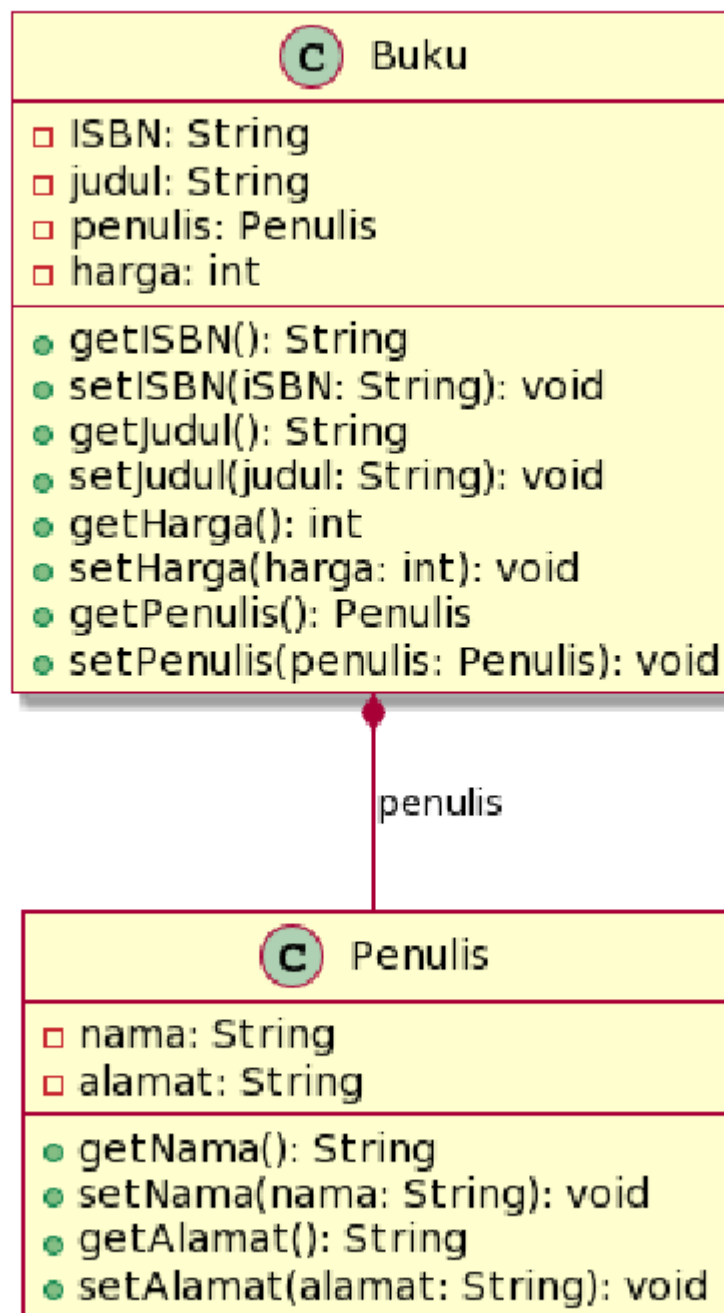 C Buku
ISBN: String
judul: String
penulis: Penulis
harga: int
getISBN(): String
setISBN(iSBN: String): void
getJudul(): String
setJudul(judul: String): void
getHarga(): int
setHarga(harga: int): void
getPenulis(): Penulis
setPenulis(penulis: Penulis): void
penulis
C Penulis
nama: String
alamat: String
getNama(): String
setNama(nama: String): void
getAlamat(): String
setAlamat(alamat: String): void